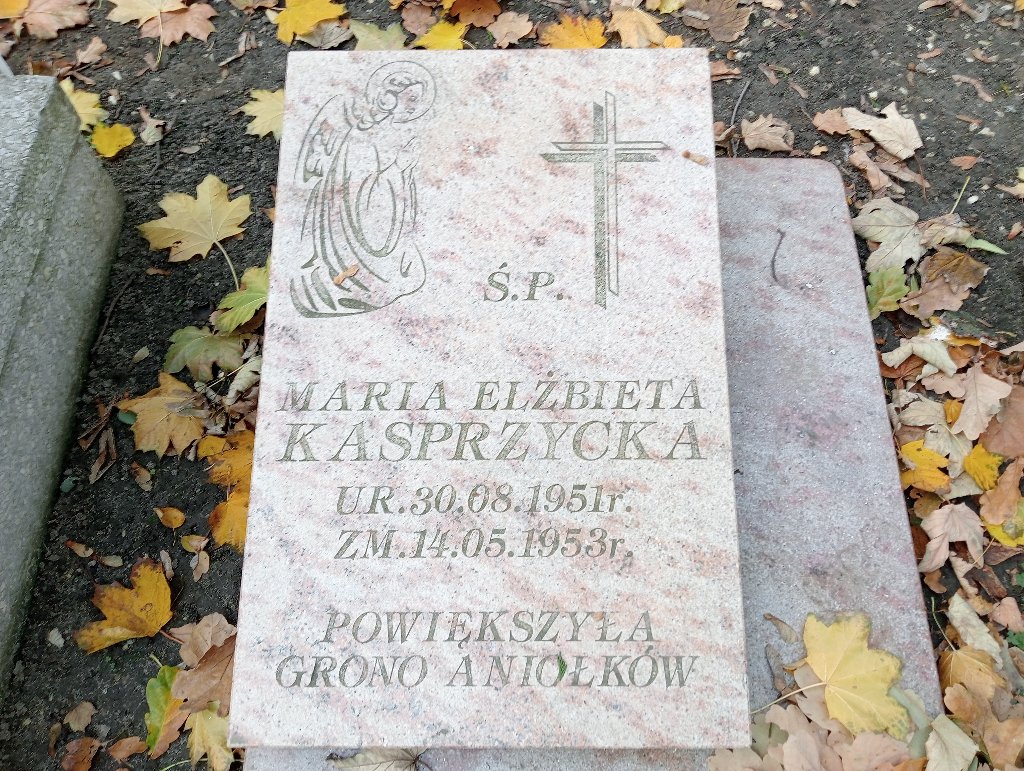 Ś.P.
MARIA ELŻBIETA
KASPRZYCKA
UR.30.08.1951r.
ZM.14.05.1953r.
POWIĘKSZYŁA
GRONO ANIOŁKÓW